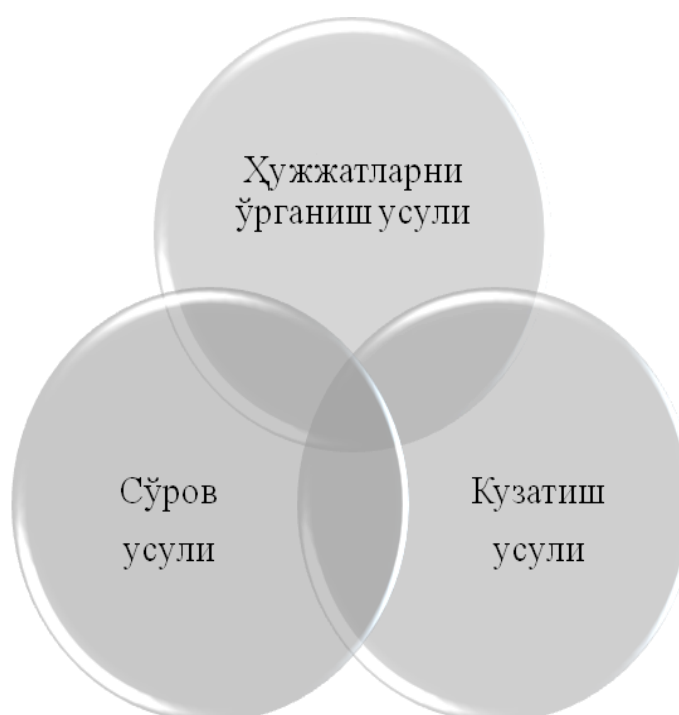 Ҳужжатларни
ўрганиш усули
Сўров
усули
Кузатиш
усули